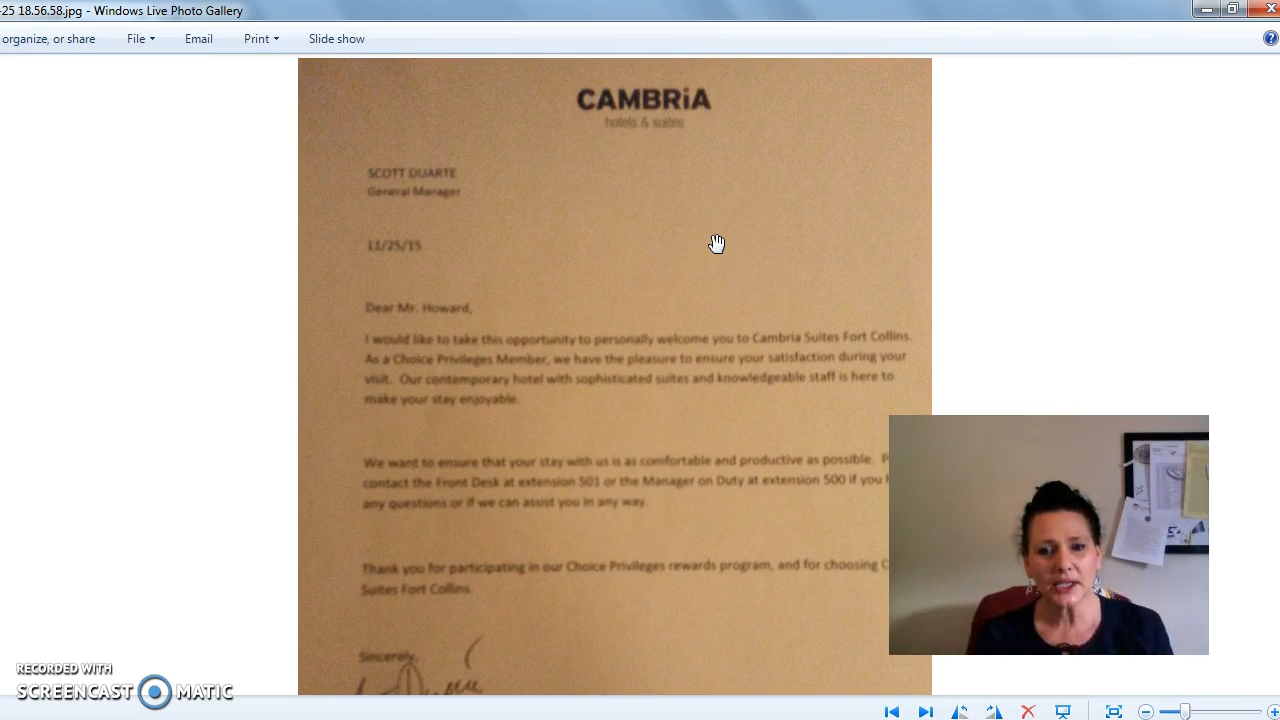 -25 18.56.58.jpg - Windows Live Photo Gallery
organize, or share File Email Print Slide show
CAMBRiA
hotels & suites
SCOTT DUARTE
General Manager
11/25/15
Dear Mr. Howard,
I would like to take this opportunity to personally welcome you to Cambria Suites Fort Collins.
As a Choice Privileges Member, we have the pleasure to ensure your satisfaction during your
visit. Our contemporary hotel with sophisticated suites and knowledgeable staff is here to
make your stay enjoyable.
We want to ensure that your stay with us is as comfortable and productive as possible. P
contact the Front Desk at extension 501 or the Manager on Duty at extension 500 if you h
any questions or if we can assist you in any way.
Thank you for participating in our Choice Privileges rewards program, and for choosing C
Suites Fort Collins.
Sincerely,
RECORDED WITH
SCREENCAST MATIC